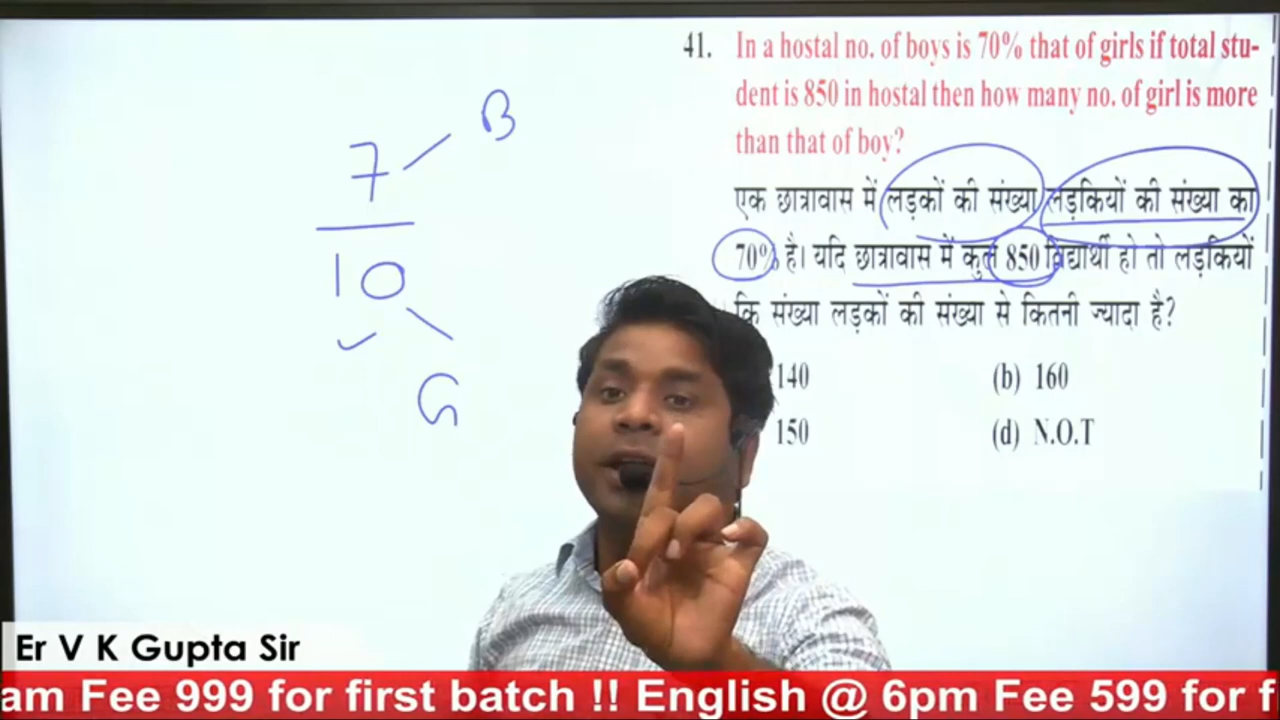 41. In a hostal no. of boys is 70% that of girls if total stu-
dent is 850 in hostal then how many no. of girl is more
than that of boy?
एक छात्रावास में लड़कों की संख्या लड़कियों की संख्या का
70% है। यदि छात्रावास में कुल 850 विद्यार्थी हो तो लड़कियों
कि संख्या लड़कों की संख्या से कितनी ज्यादा है?
140 (b) 160
150 (d) N.O.T
7 B
10
G
Er V K Gupta Sir
am Fee 999 for first batch !! English @ 6pm Fee 599 for f